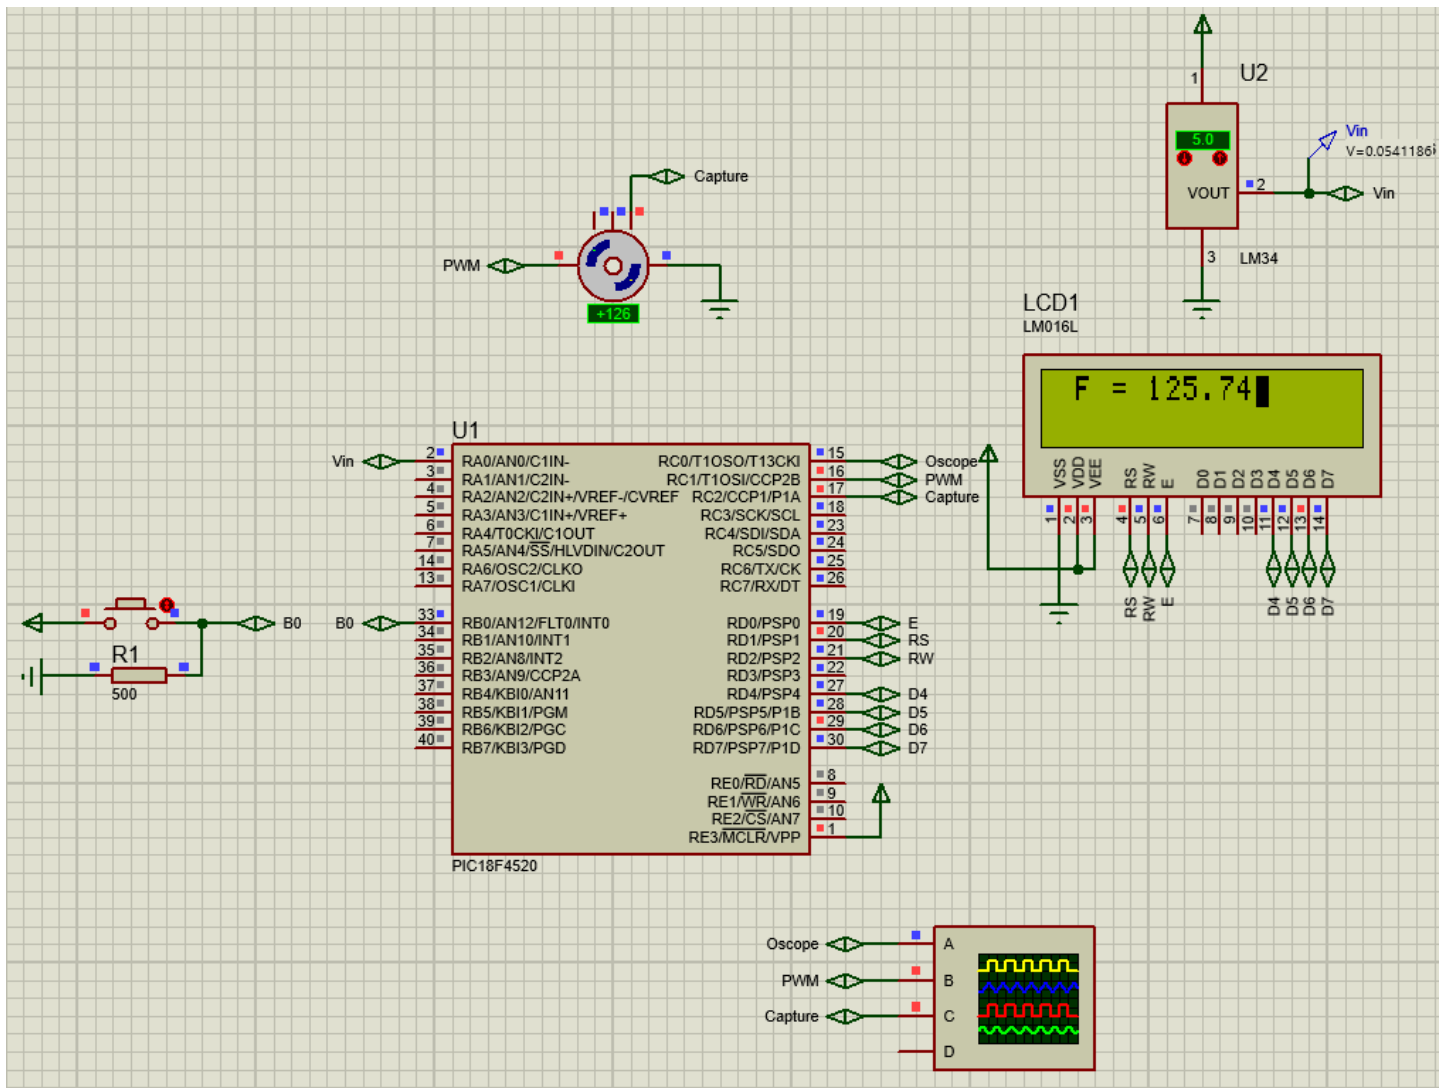 1
U2
5.0
Vin
V=0.0541186
VOUT
2
Vin
3
LM34
Capture
PWM
+126
LCD1
LM016L
F = 125.74
VSS
VDD
VEE
RS
RW
E
D0
D1
D2
D3
D4
D5
D6
D7
1
2
3
4
5
6
7
8
9
10
11
12
13
14
RS
RW
E
D4
D5
D6
D7
U1
Vin
2 RA0/AN0/C1IN-
3 RA1/AN1/C2IN-
4 RA2/AN2/C2IN+/VREF-/CVREF
5 RA3/AN3/C1IN+/VREF+
6 RA4/T0CKI/C1OUT
7 RA5/AN4/SS/HLVDIN/C2OUT
14 RA6/OSC2/CLKO
13 RA7/OSC1/CLKI
B0
33 RB0/AN12/FLT0/INT0
34 RB1/AN10/INT1
35 RB2/AN8/INT2
36 RB3/AN9/CCP2A
37 RB4/KBI0/AN11
38 RB5/KBI1/PGM
39 RB6/KBI2/PGC
40 RB7/KBI3/PGD
RC0/T1OSO/T13CKI 15 Oscope
RC1/T1OSI/CCP2B 16 PWM
RC2/CCP1/P1A 17 Capture
RC3/SCK/SCL 18
RC4/SDI/SDA 23
RC5/SDO 24
RC6/TX/CK 25
RC7/RX/DT 26
RD0/PSP0 19 E
RD1/PSP1 20 RS
RD2/PSP2 21 RW
RD3/PSP3 22
RD4/PSP4 27 D4
RD5/PSP5/P1B 28 D5
RD6/PSP6/P1C 29 D6
RD7/PSP7/P1D 30 D7
RE0/RD/AN5 8
RE1/WR/AN6 9
RE2/CS/AN7 10
RE3/MCLR/VPP 1
PIC18F4520
B0
R1
500
Oscope A
PWM B
Capture C
D